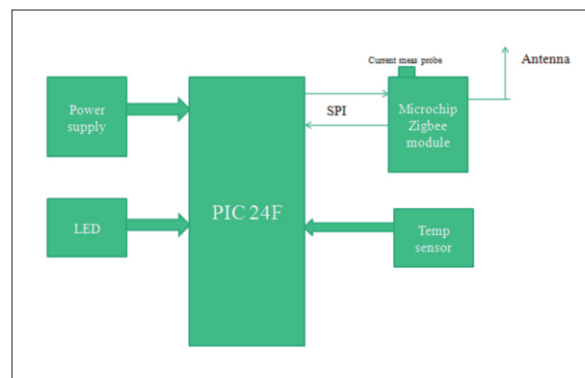 Current meas probe
Antenna
Power
supply
SPI
Microchip
Zigbee
module
PIC 24F
LED
Temp
sensor